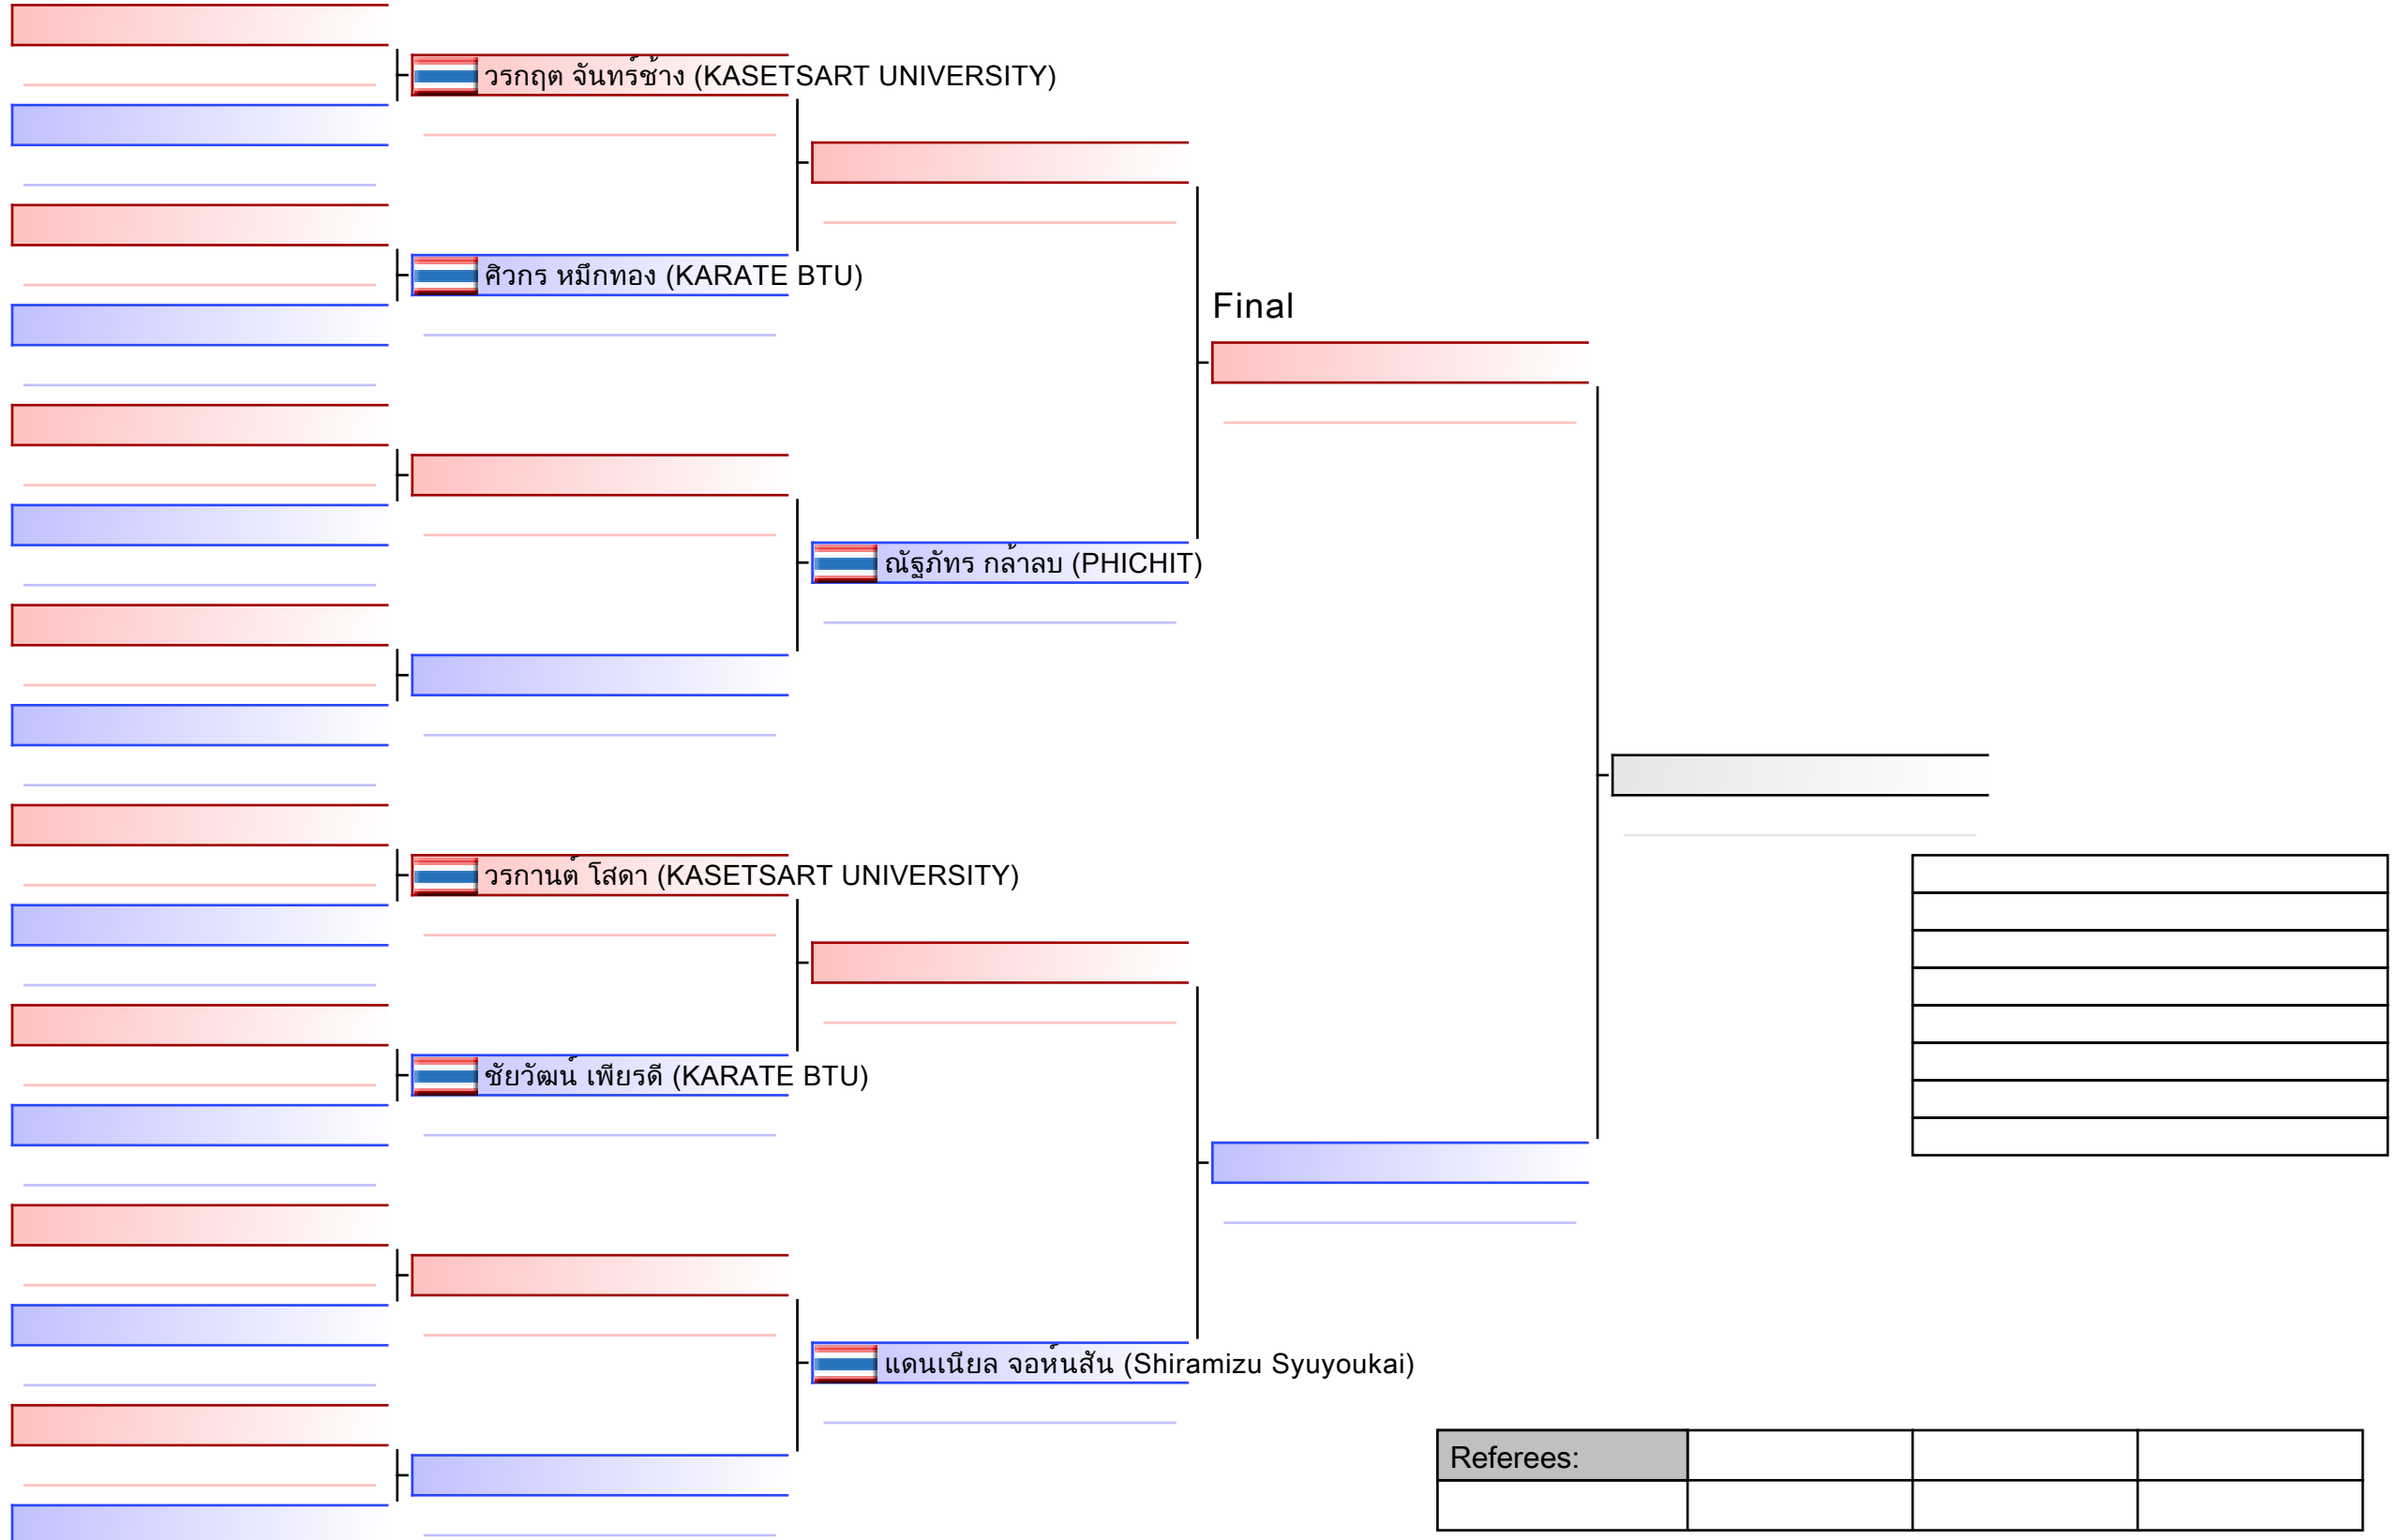 วรกฤต จันทร์ช้าง (KASETSART UNIVERSITY)
ศิวกร หมึกทอง (KARATE BTU)
Final
ณัฐภัทร กล้าลบ (PHICHIT)
วรกานต์ โสดา (KASETSART UNIVERSITY)
ชัยวัฒน์ เพียรดี (KARATE BTU)
แดนเนียล จอห์นสัน (Shiramizu Syuyoukai)
Referees: